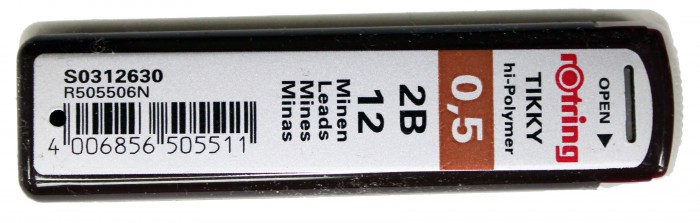 OPEN
rotring
TIKKY
hi-Polymer
0,5
2B
12
Minen
Leads
Mines
Minas
S0312630
R505506N
4 006856 505511